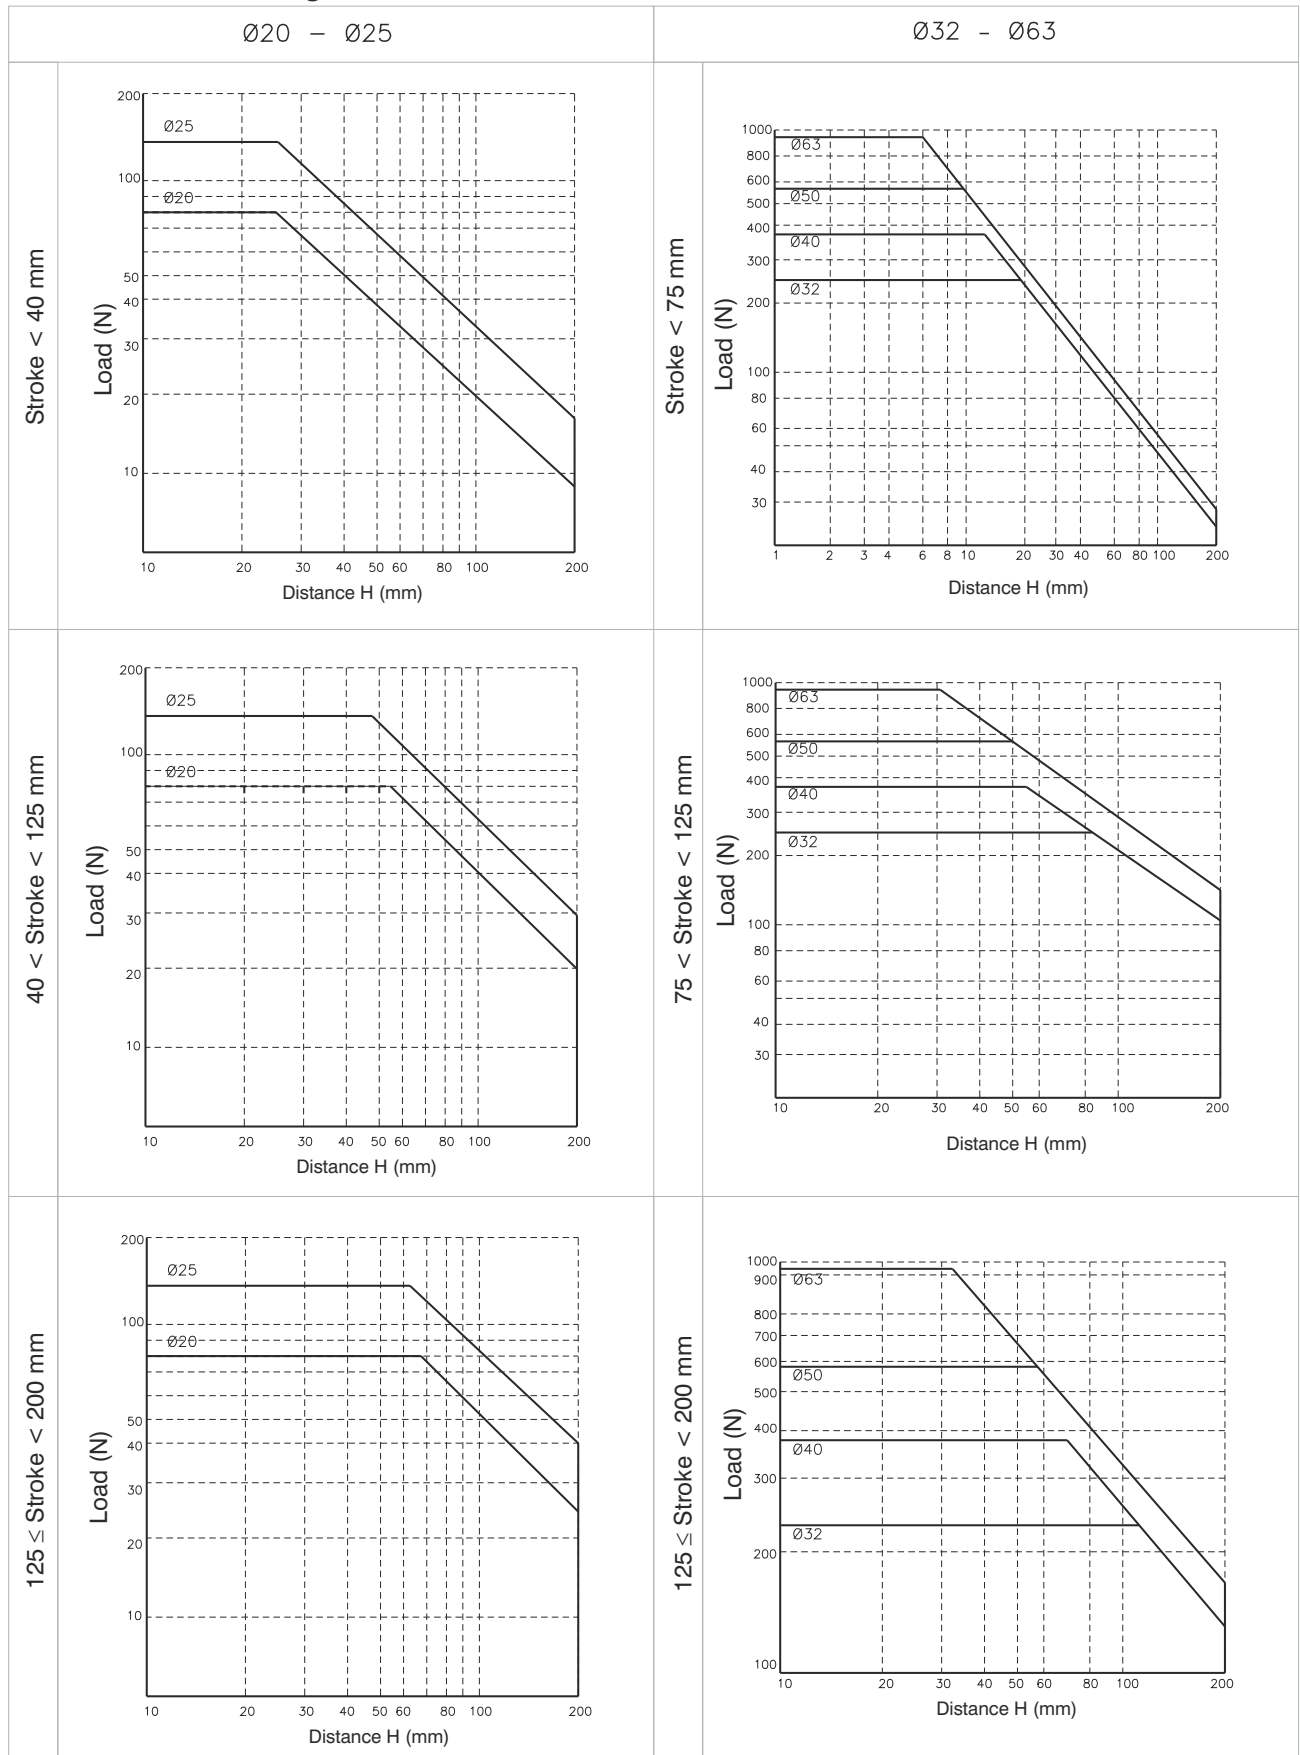 Ø20 – Ø25
Ø32 - Ø63
Stroke < 40 mm
Load (N)
200
100
50
40
30
20
10
Ø25
Ø20
10 20 30 40 50 60 80 100 200
Distance H (mm)
Stroke < 75 mm
Load (N)
1000
800
600
500
400
300
200
100
80
60
40
30
Ø63
Ø50
Ø40
Ø32
1 2 3 4 6 8 10 20 30 40 60 80 100 200
Distance H (mm)
40 < Stroke < 125 mm
Load (N)
200
100
50
40
30
20
10
Ø25
Ø20
10 20 30 40 50 60 80 100 200
Distance H (mm)
75 < Stroke < 125 mm
Load (N)
1000
800
600
500
400
300
200
100
80
60
40
30
Ø63
Ø50
Ø40
Ø32
10 20 30 40 50 60 80 100 200
Distance H (mm)
125 ≤ Stroke < 200 mm
Load (N)
200
100
50
40
30
20
10
Ø25
Ø20
10 20 30 40 50 60 80 100 200
Distance H (mm)
125 ≤ Stroke < 200 mm
Load (N)
1000
900
800
700
600
500
400
300
200
100
Ø63
Ø50
Ø40
Ø32
10 20 30 40 50 60 80 100 200
Distance H (mm)